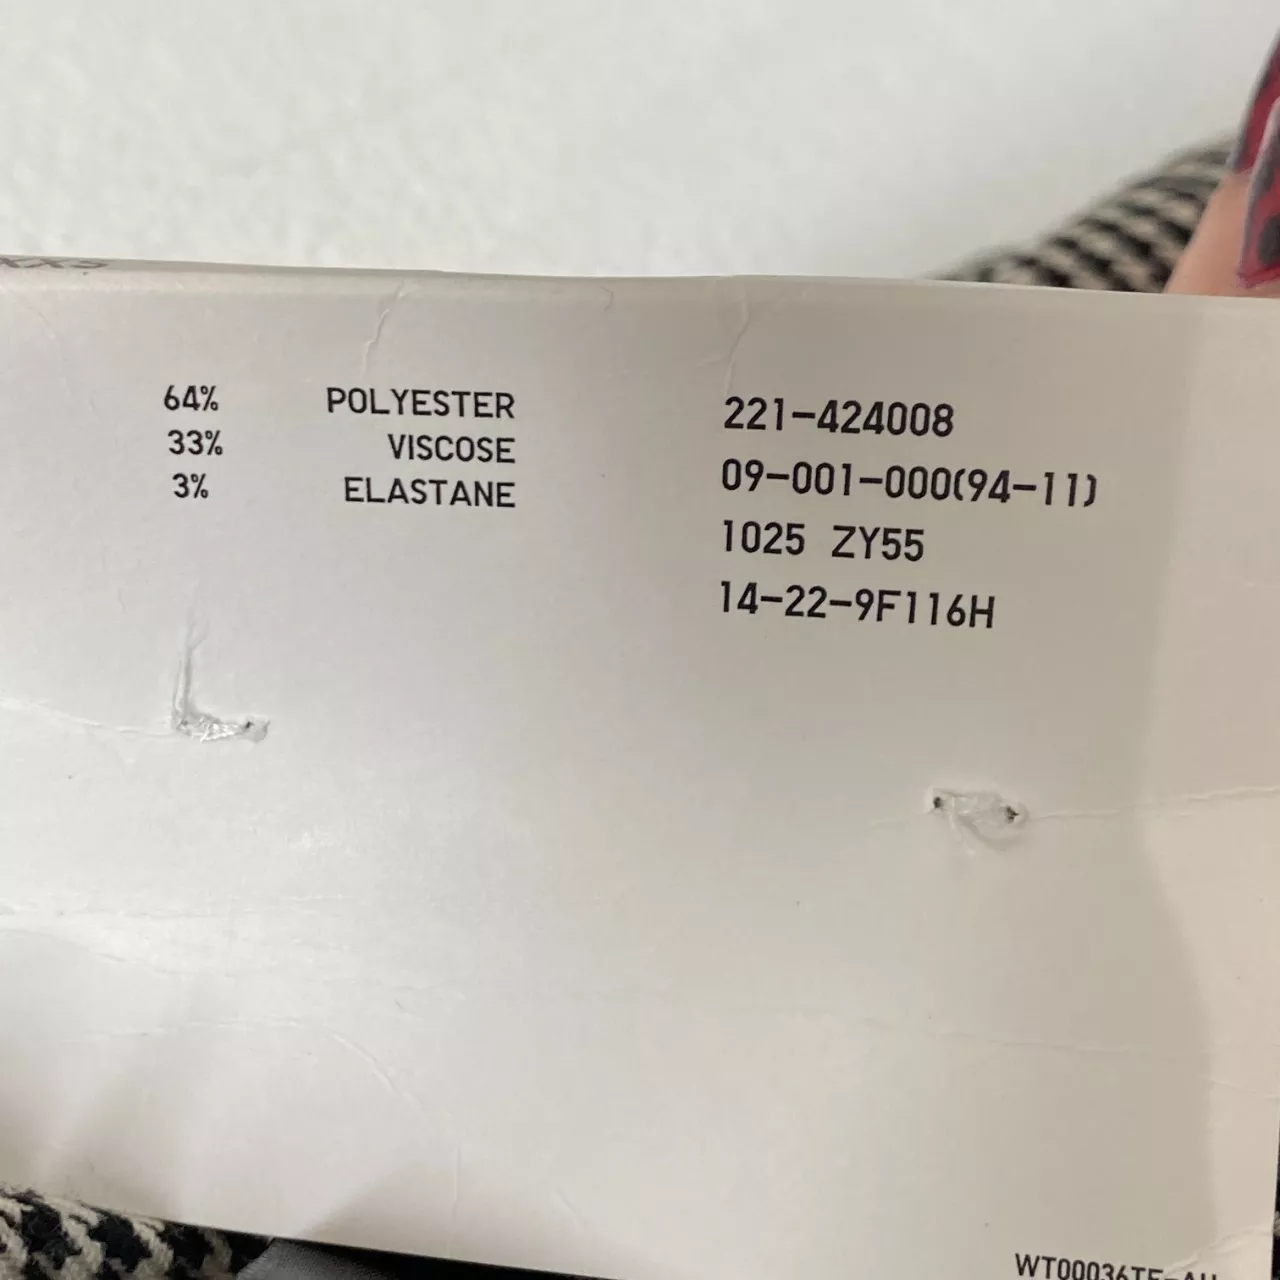 64% POLYESTER
33% VISCOSE
3% ELASTANE
221-424008
09-001-000(94-11)
1025 ZY55
14-22-9F116H